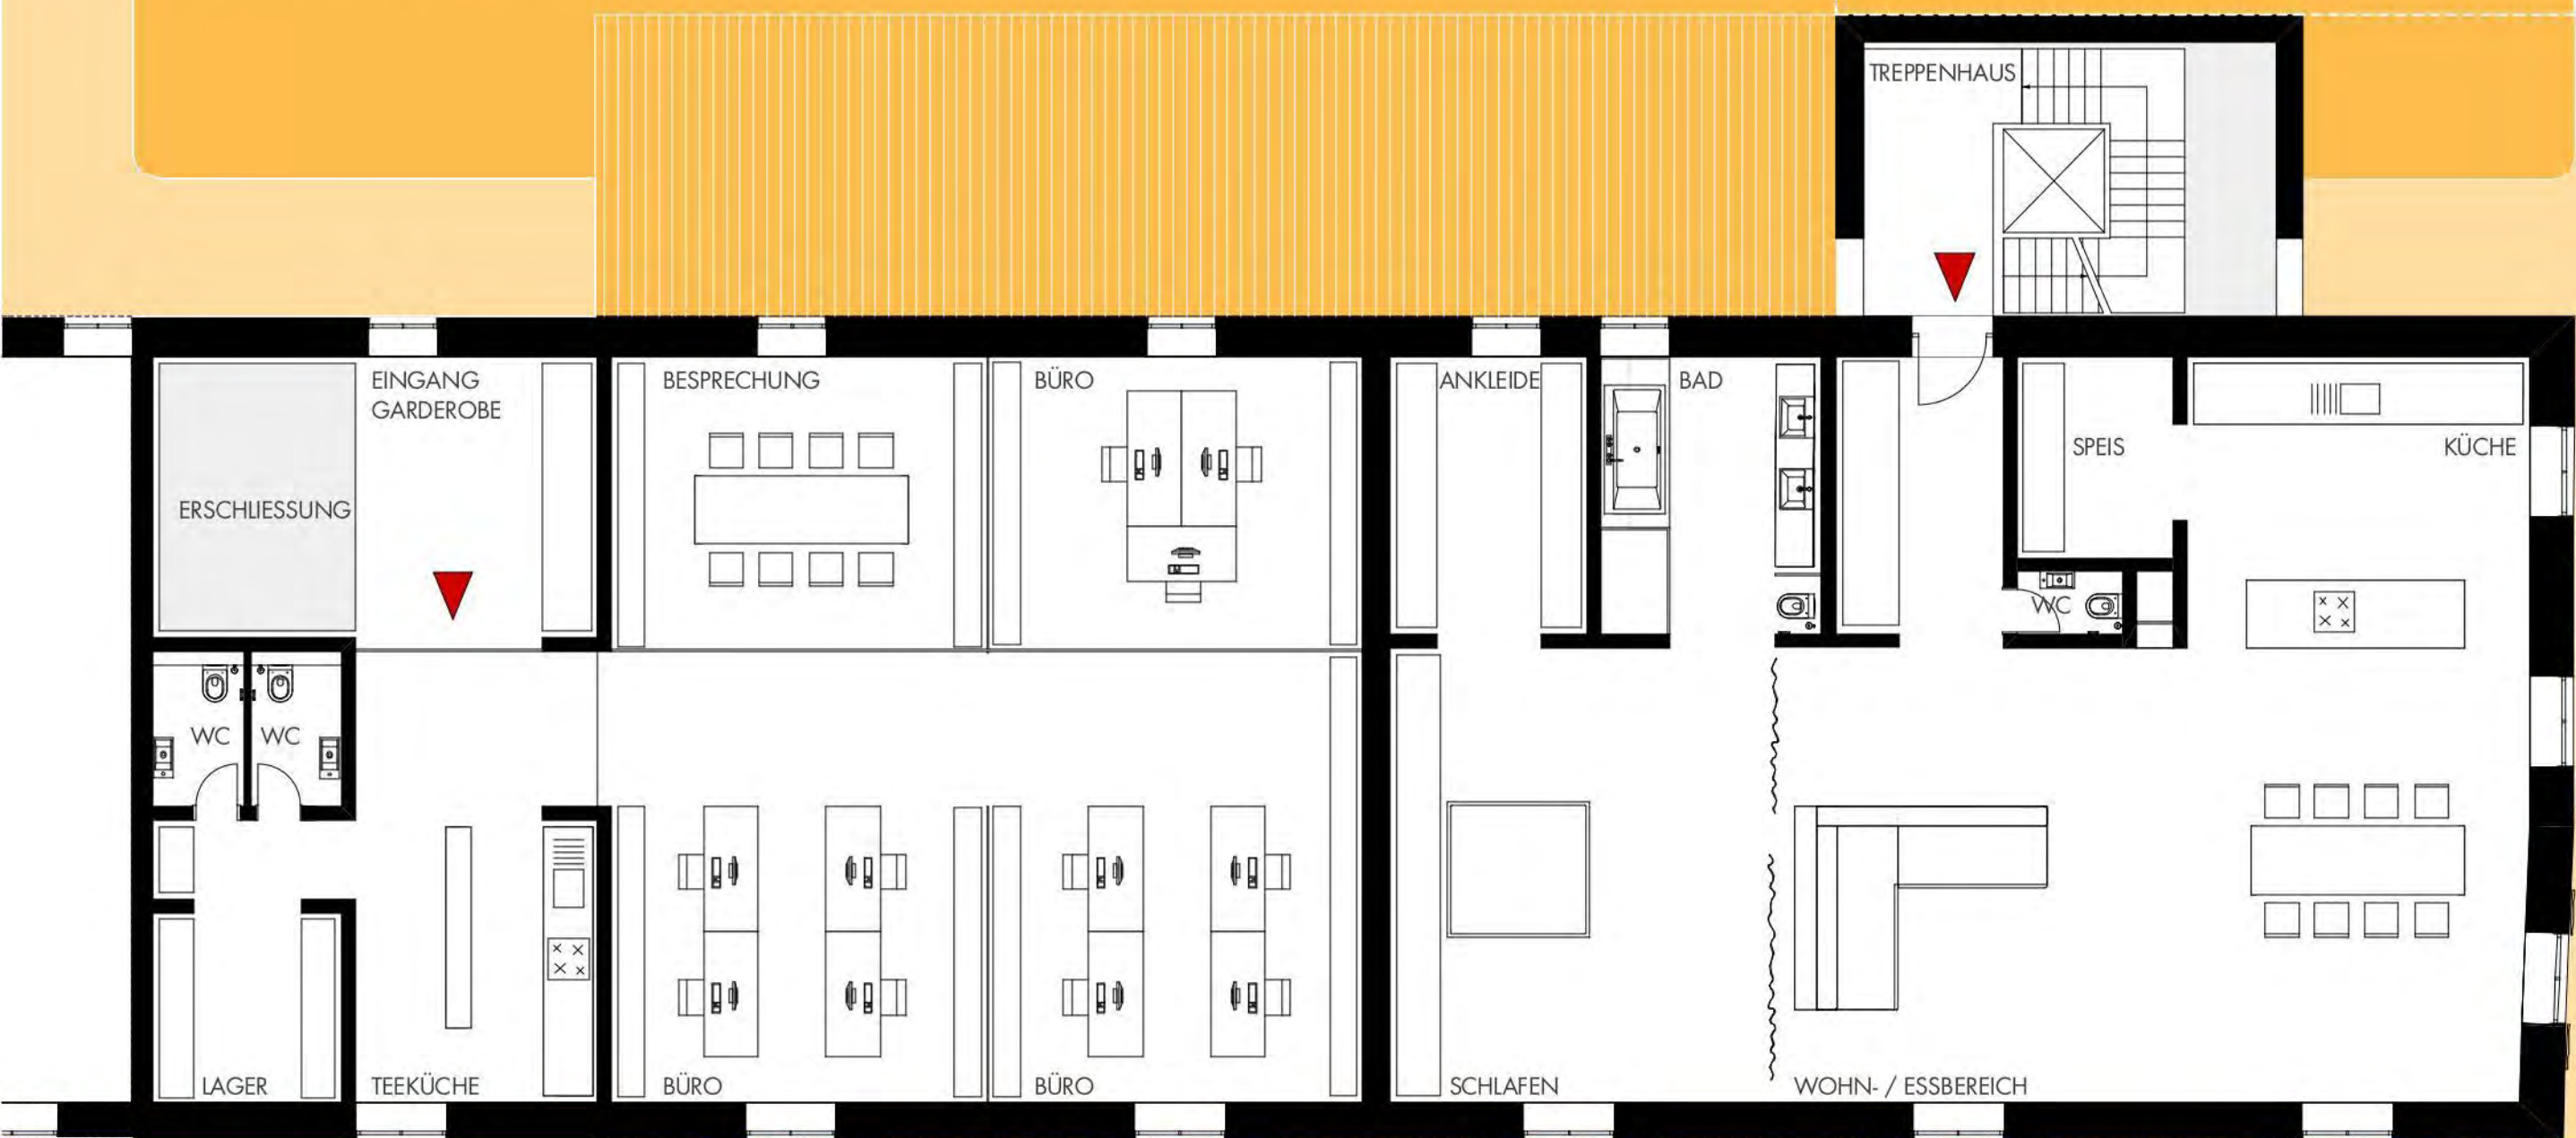 TREPPENHAUS
EINGANG
GARDEROBE
BESPRECHUNG
BÜRO
ANKLEIDE
BAD
SPEIS
KÜCHE
ERSCHLIESSUNG
WC
WC
WC
LAGER
TEEKÜCHE
BÜRO
BÜRO
SCHLAFEN
WOHN- / ESSBEREICH